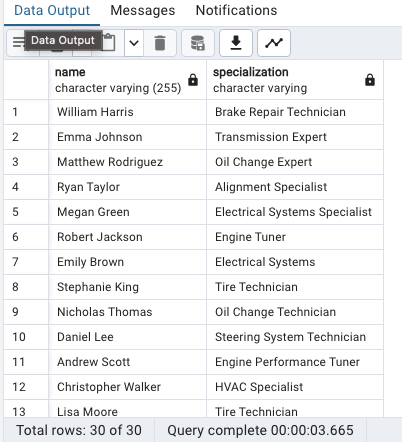 Data Output Messages Notifications
Data Output
name specialization
character varying (255) character varying
1 William Harris Brake Repair Technician
2 Emma Johnson Transmission Expert
3 Matthew Rodriguez Oil Change Expert
4 Ryan Taylor Alignment Specialist
5 Megan Green Electrical Systems Specialist
6 Robert Jackson Engine Tuner
7 Emily Brown Electrical Systems
8 Stephanie King Tire Technician
9 Nicholas Thomas Oil Change Technician
10 Daniel Lee Steering System Technician
11 Andrew Scott Engine Performance Tuner
12 Christopher Walker HVAC Specialist
13 Lisa Moore Tire Technician
Total rows: 30 of 30 Query complete 00:00:03.665